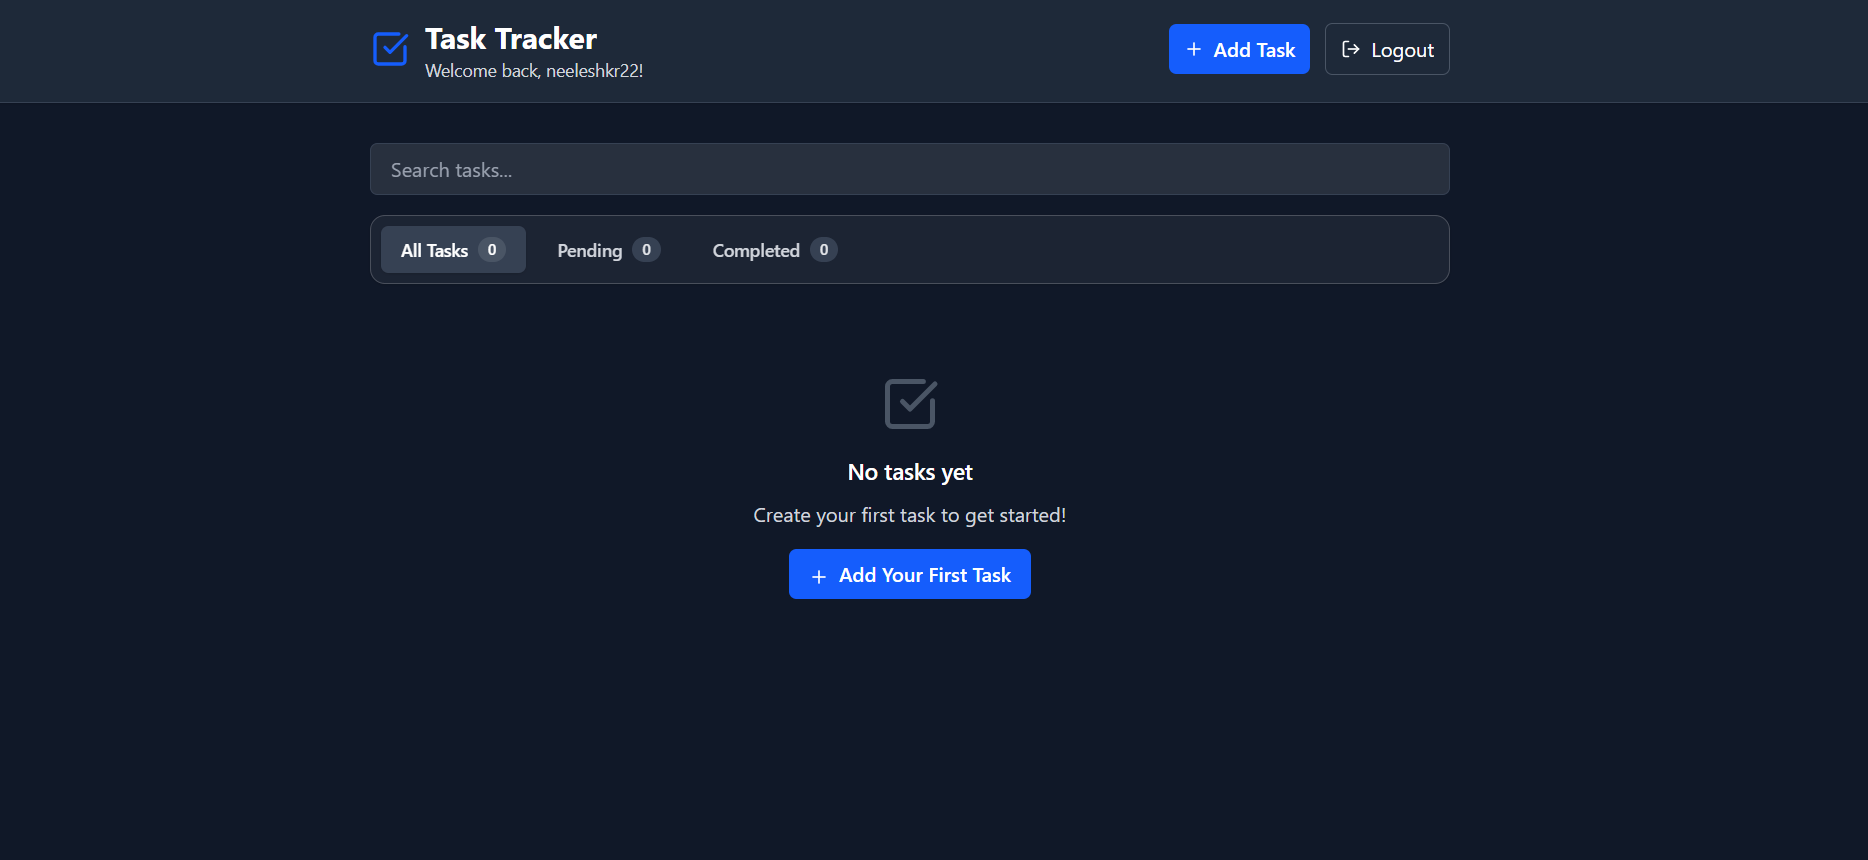 Task Tracker
Welcome back, neeleshkr22!
+ Add Task
Logout
Search tasks...
All Tasks 0
Pending 0
Completed 0
No tasks yet
Create your first task to get started!
+ Add Your First Task